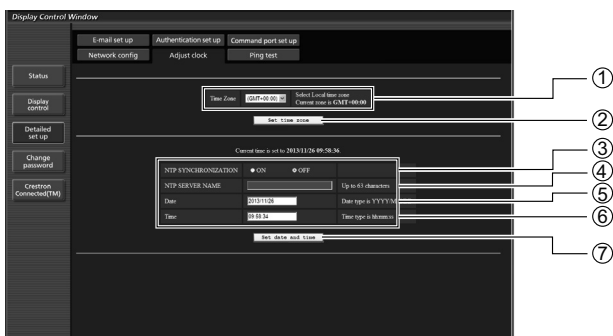 Display Control Window
E-mail set up Authentication set up Command port set up
Network config Adjust clock Ping test
Status
Display control
Detailed set up
Change password
Crestron Connected(TM)
Time Zone (GMT+00:00) Select Local time zone
Current zone is GMT+00:00
Set time zone
Current time is set to 2013/11/26 09:58:36.
NTP SYNCHRONIZATION ON OFF
NTP SERVER NAME Up to 63 characters
Date 2013/11/26 Date type is YYYY/M
Time 09:58:34 Time type is hh:mm:ss
Set date and time
①
②
③
④
⑤
⑥
⑦